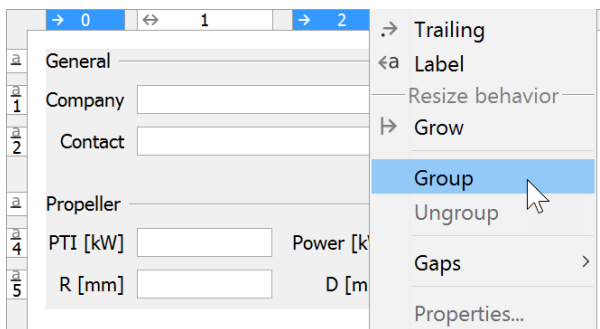 0 1 2
Trailing
General
Label
Resize behavior
1 Company
Grow
2 Contact
Group
Propeller
Ungroup
4 PTI [kW] Power [k
Gaps
5 R [mm] D [m
Properties...